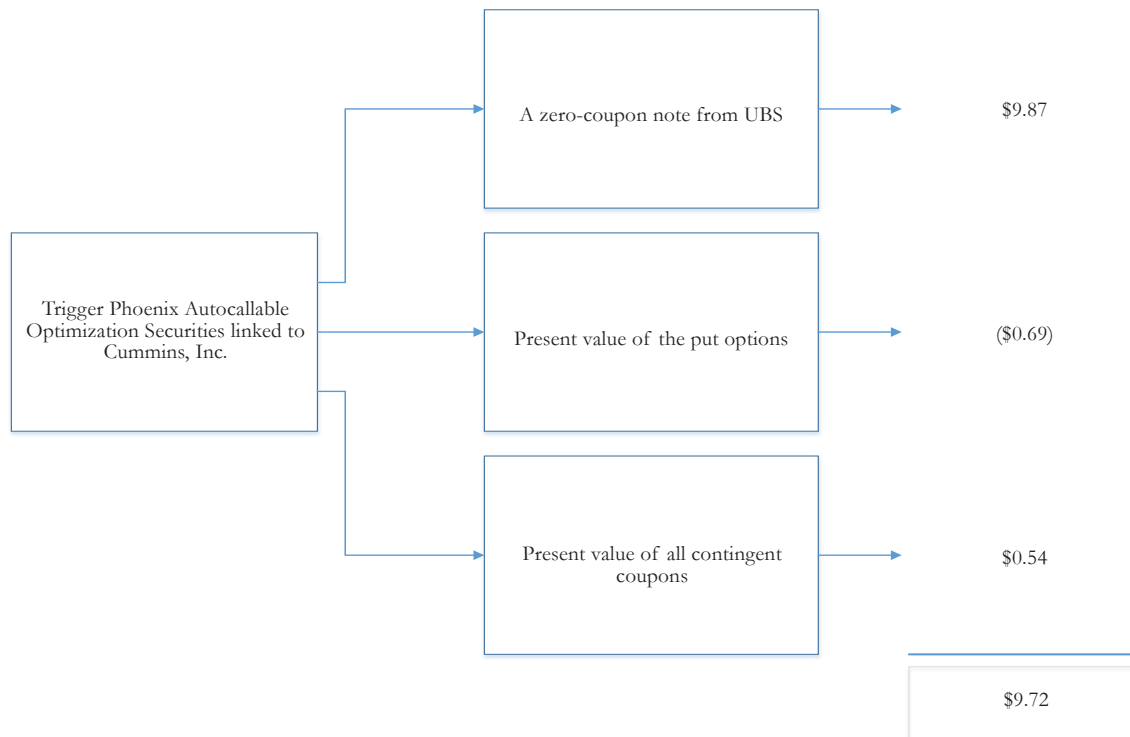 A zero-coupon note from UBS
$9.87
Trigger Phoenix Autocallable
Optimization Securities linked to
Cummins, Inc.
Present value of the put options
($0.69)
Present value of all contingent
coupons
$0.54
$9.72